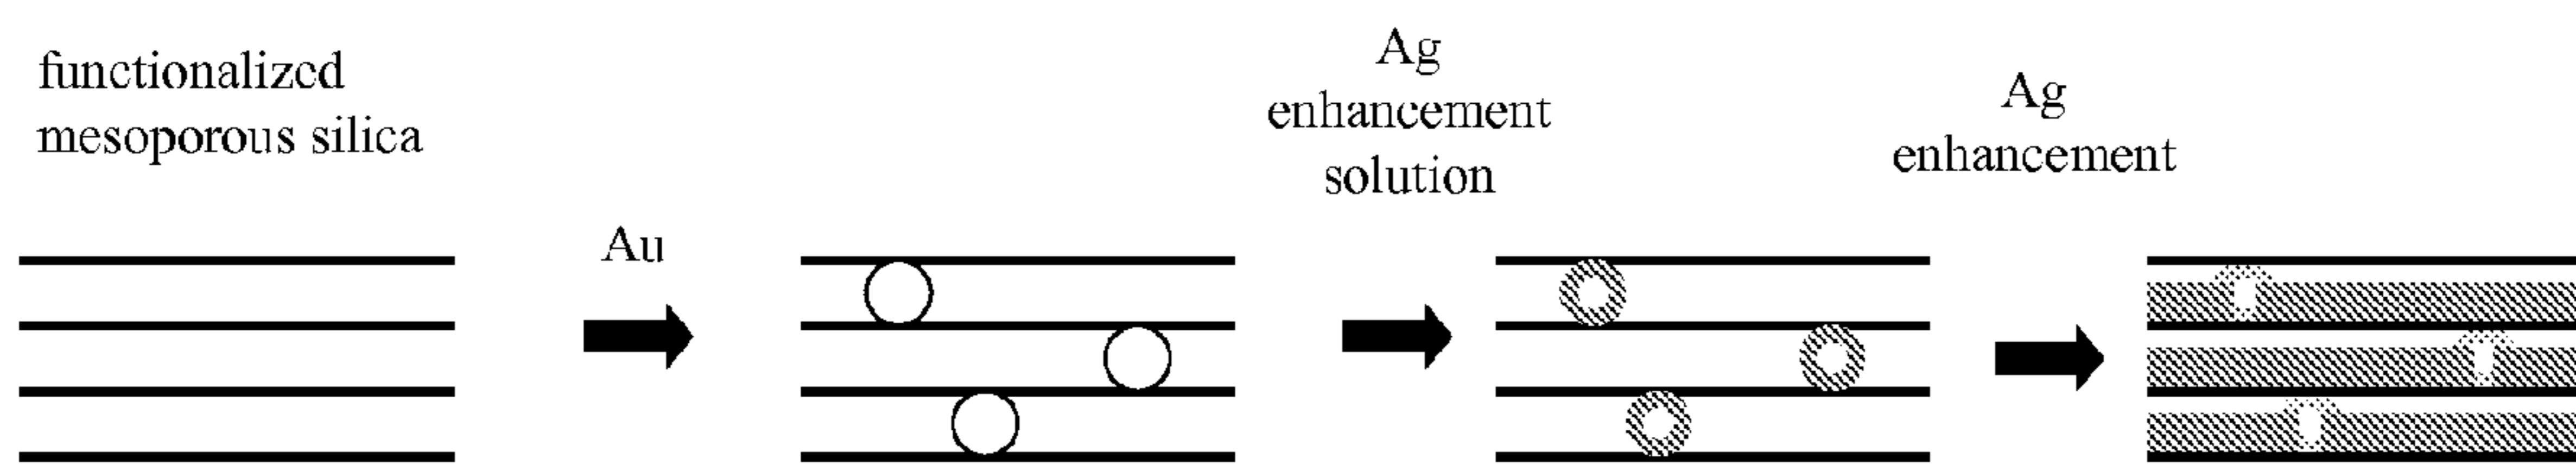 functionalized
mesoporous silica
Au
Ag
enhancement
solution
Ag
enhancement